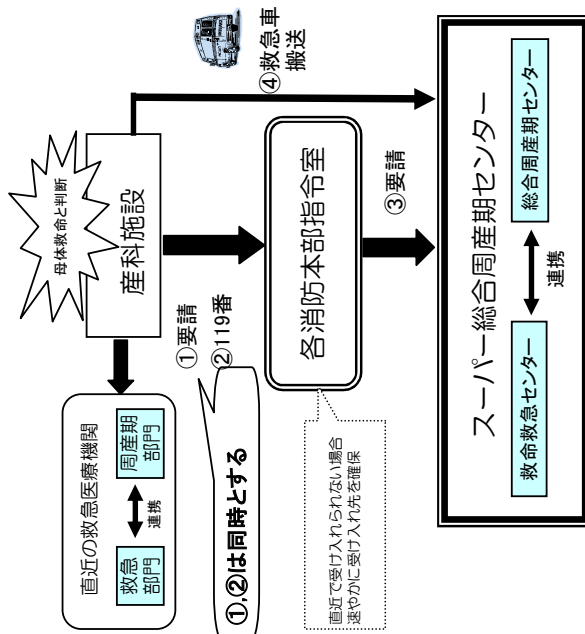 母体救命と判断
産科施設
④救急車
搬送
直近の救急医療機関
救急
部門
連携
周産期
部門
①要請
②119番
①,②は同時とする
各消防本部指令室
直近で受け入れられない場合
速やかに受け入れ先を確保
③要請
スーパー総合周産期センター
救命救急センター
連携
総合周産期センター